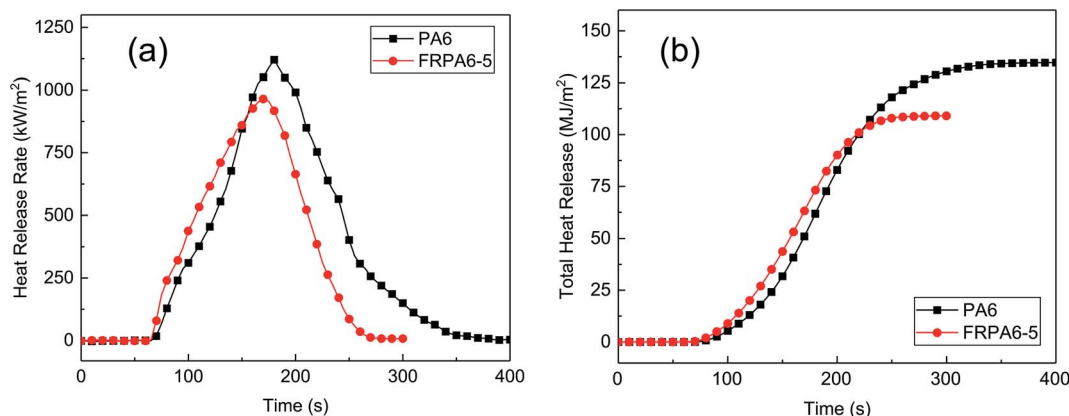 (a)
PA6
FRPA6-5
Heat Release Rate (kW/m²)
1250
1000
750
500
250
0
0 100 200 300 400
Time (s)
(b)
PA6
FRPA6-5
Total Heat Release (MJ/m²)
150
125
100
75
50
25
0
0 100 200 300 400
Time (s)